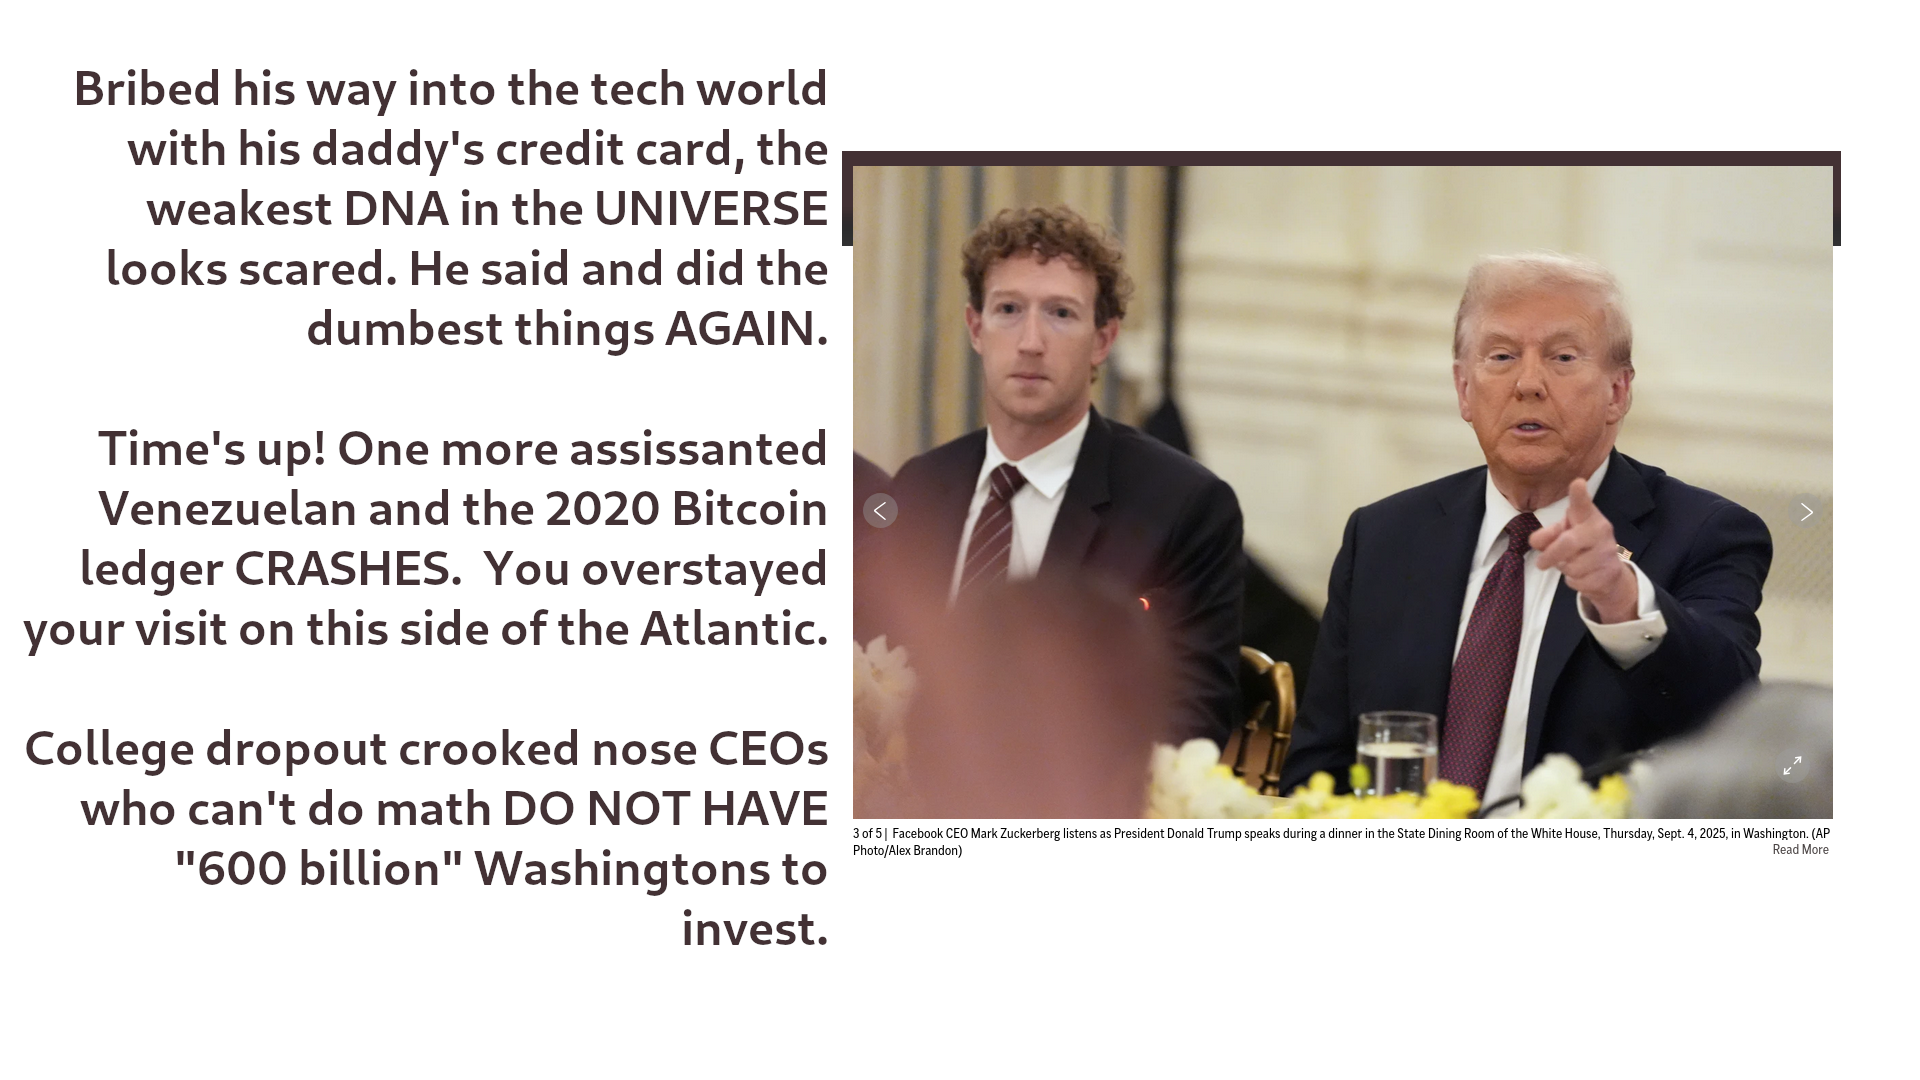 Bribed his way into the tech world
with his daddy's credit card, the
weakest DNA in the UNIVERSE
looks scared. He said and did the
dumbest things AGAIN.
Time's up! One more assissanted
Venezuelan and the 2020 Bitcoin
ledger CRASHES.  You overstayed
your visit on this side of the Atlantic.
College dropout crooked nose CEOs
who can't do math DO NOT HAVE
"600 billion" Washingtons to
invest.
3 of 5 |  Facebook CEO Mark Zuckerberg listens as President Donald Trump speaks during a dinner in the State Dining Room of the White House, Thursday, Sept. 4, 2025, in Washington. (AP
Photo/Alex Brandon)
Read More